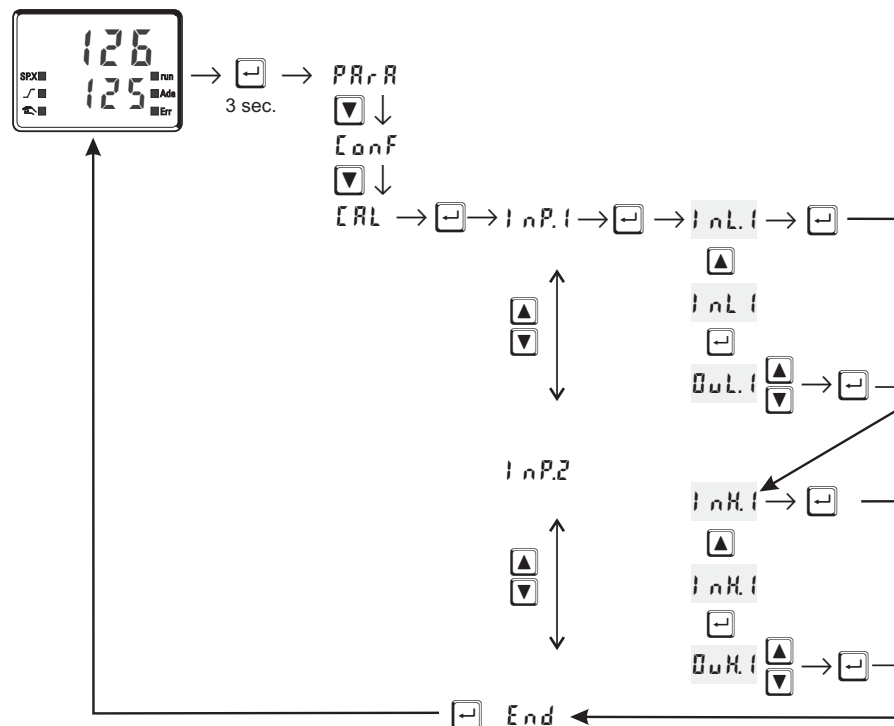 126
SP.X run
125 Ada
Err
3 sec.
PArA
ConF
CAL
InP.1
InL.1
InL1
OuL.1
InP.2
InH.1
InH.1
OuH.1
End